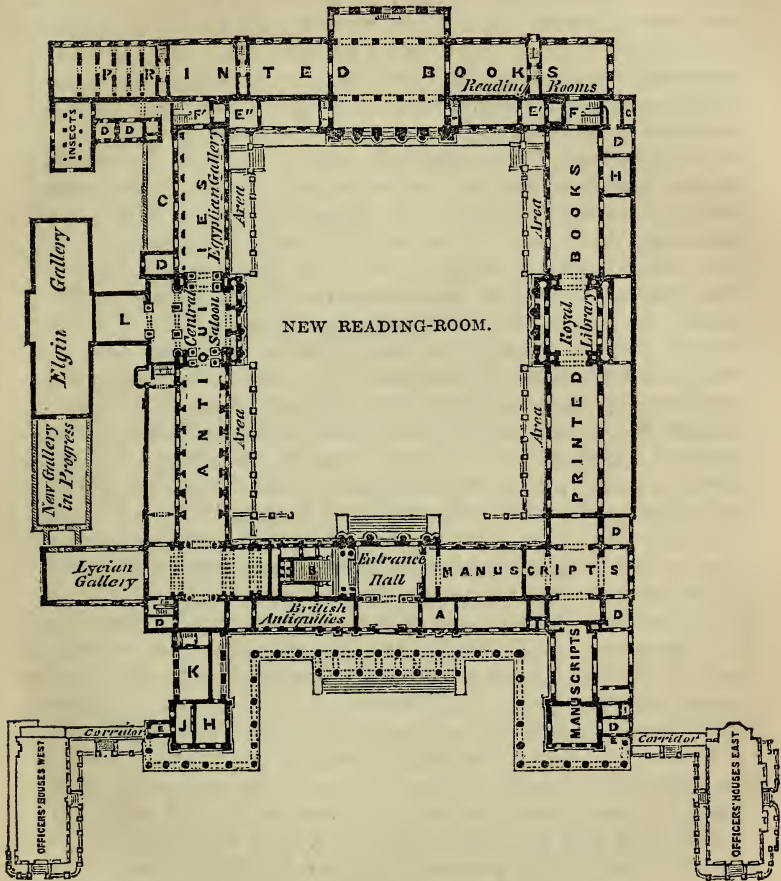 PRINTED BOOKS
Reading Rooms
INSECTS
D D
F' E"
E' F C
D
H
C
D
ANTIQUITIES
Egyptian Gallery
Area
Area
BOOKS
Elgin Gallery
L
Central
Saloon
NEW READING-ROOM.
Royal
Library
PRINTED
New Gallery
in Progress
Area
Area
D
Lycian
Gallery
B
Entrance
Hall
MANUSCRIPTS
D
British
Antiquities
A
D
K
MANUSCRIPTS
E J H
D
Corridor
Corridor
OFFICERS' HOUSES WEST
OFFICERS' HOUSES EAST